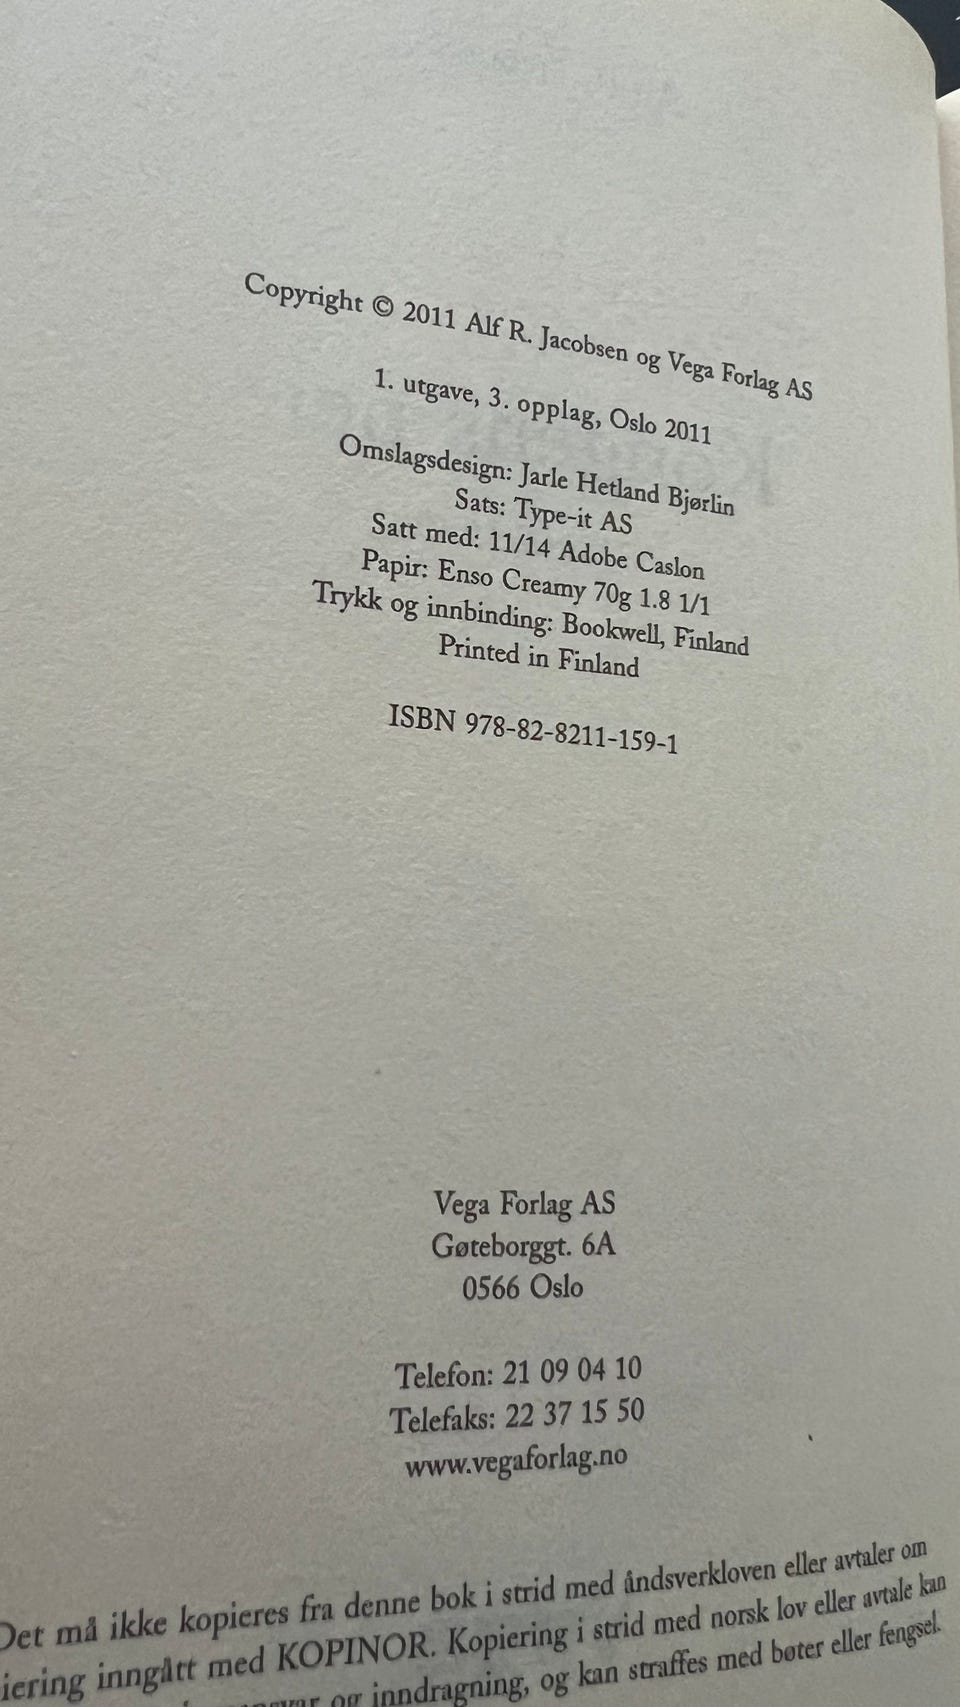 Copyright © 2011 Alf R. Jacobsen og Vega Forlag AS
1. utgave, 3. opplag, Oslo 2011
Omslagsdesign: Jarle Hetland Bjørlin
Sats: Type-it AS
Satt med: 11/14 Adobe Caslon
Papir: Enso Creamy 70g 1.8 1/1
Trykk og innbinding: Bookwell, Finland
Printed in Finland
ISBN 978-82-8211-159-1
Vega Forlag AS
Gøteborggt. 6A
0566 Oslo
Telefon: 21 09 04 10
Telefaks: 22 37 15 50
www.vegaforlag.no
Det må ikke kopieres fra denne bok i strid med åndsverkloven eller avtaler om
iering inngått med KOPINOR. Kopiering i strid med norsk lov eller avtale kan
og inndragning, og kan straffes med bøter eller fengsel.